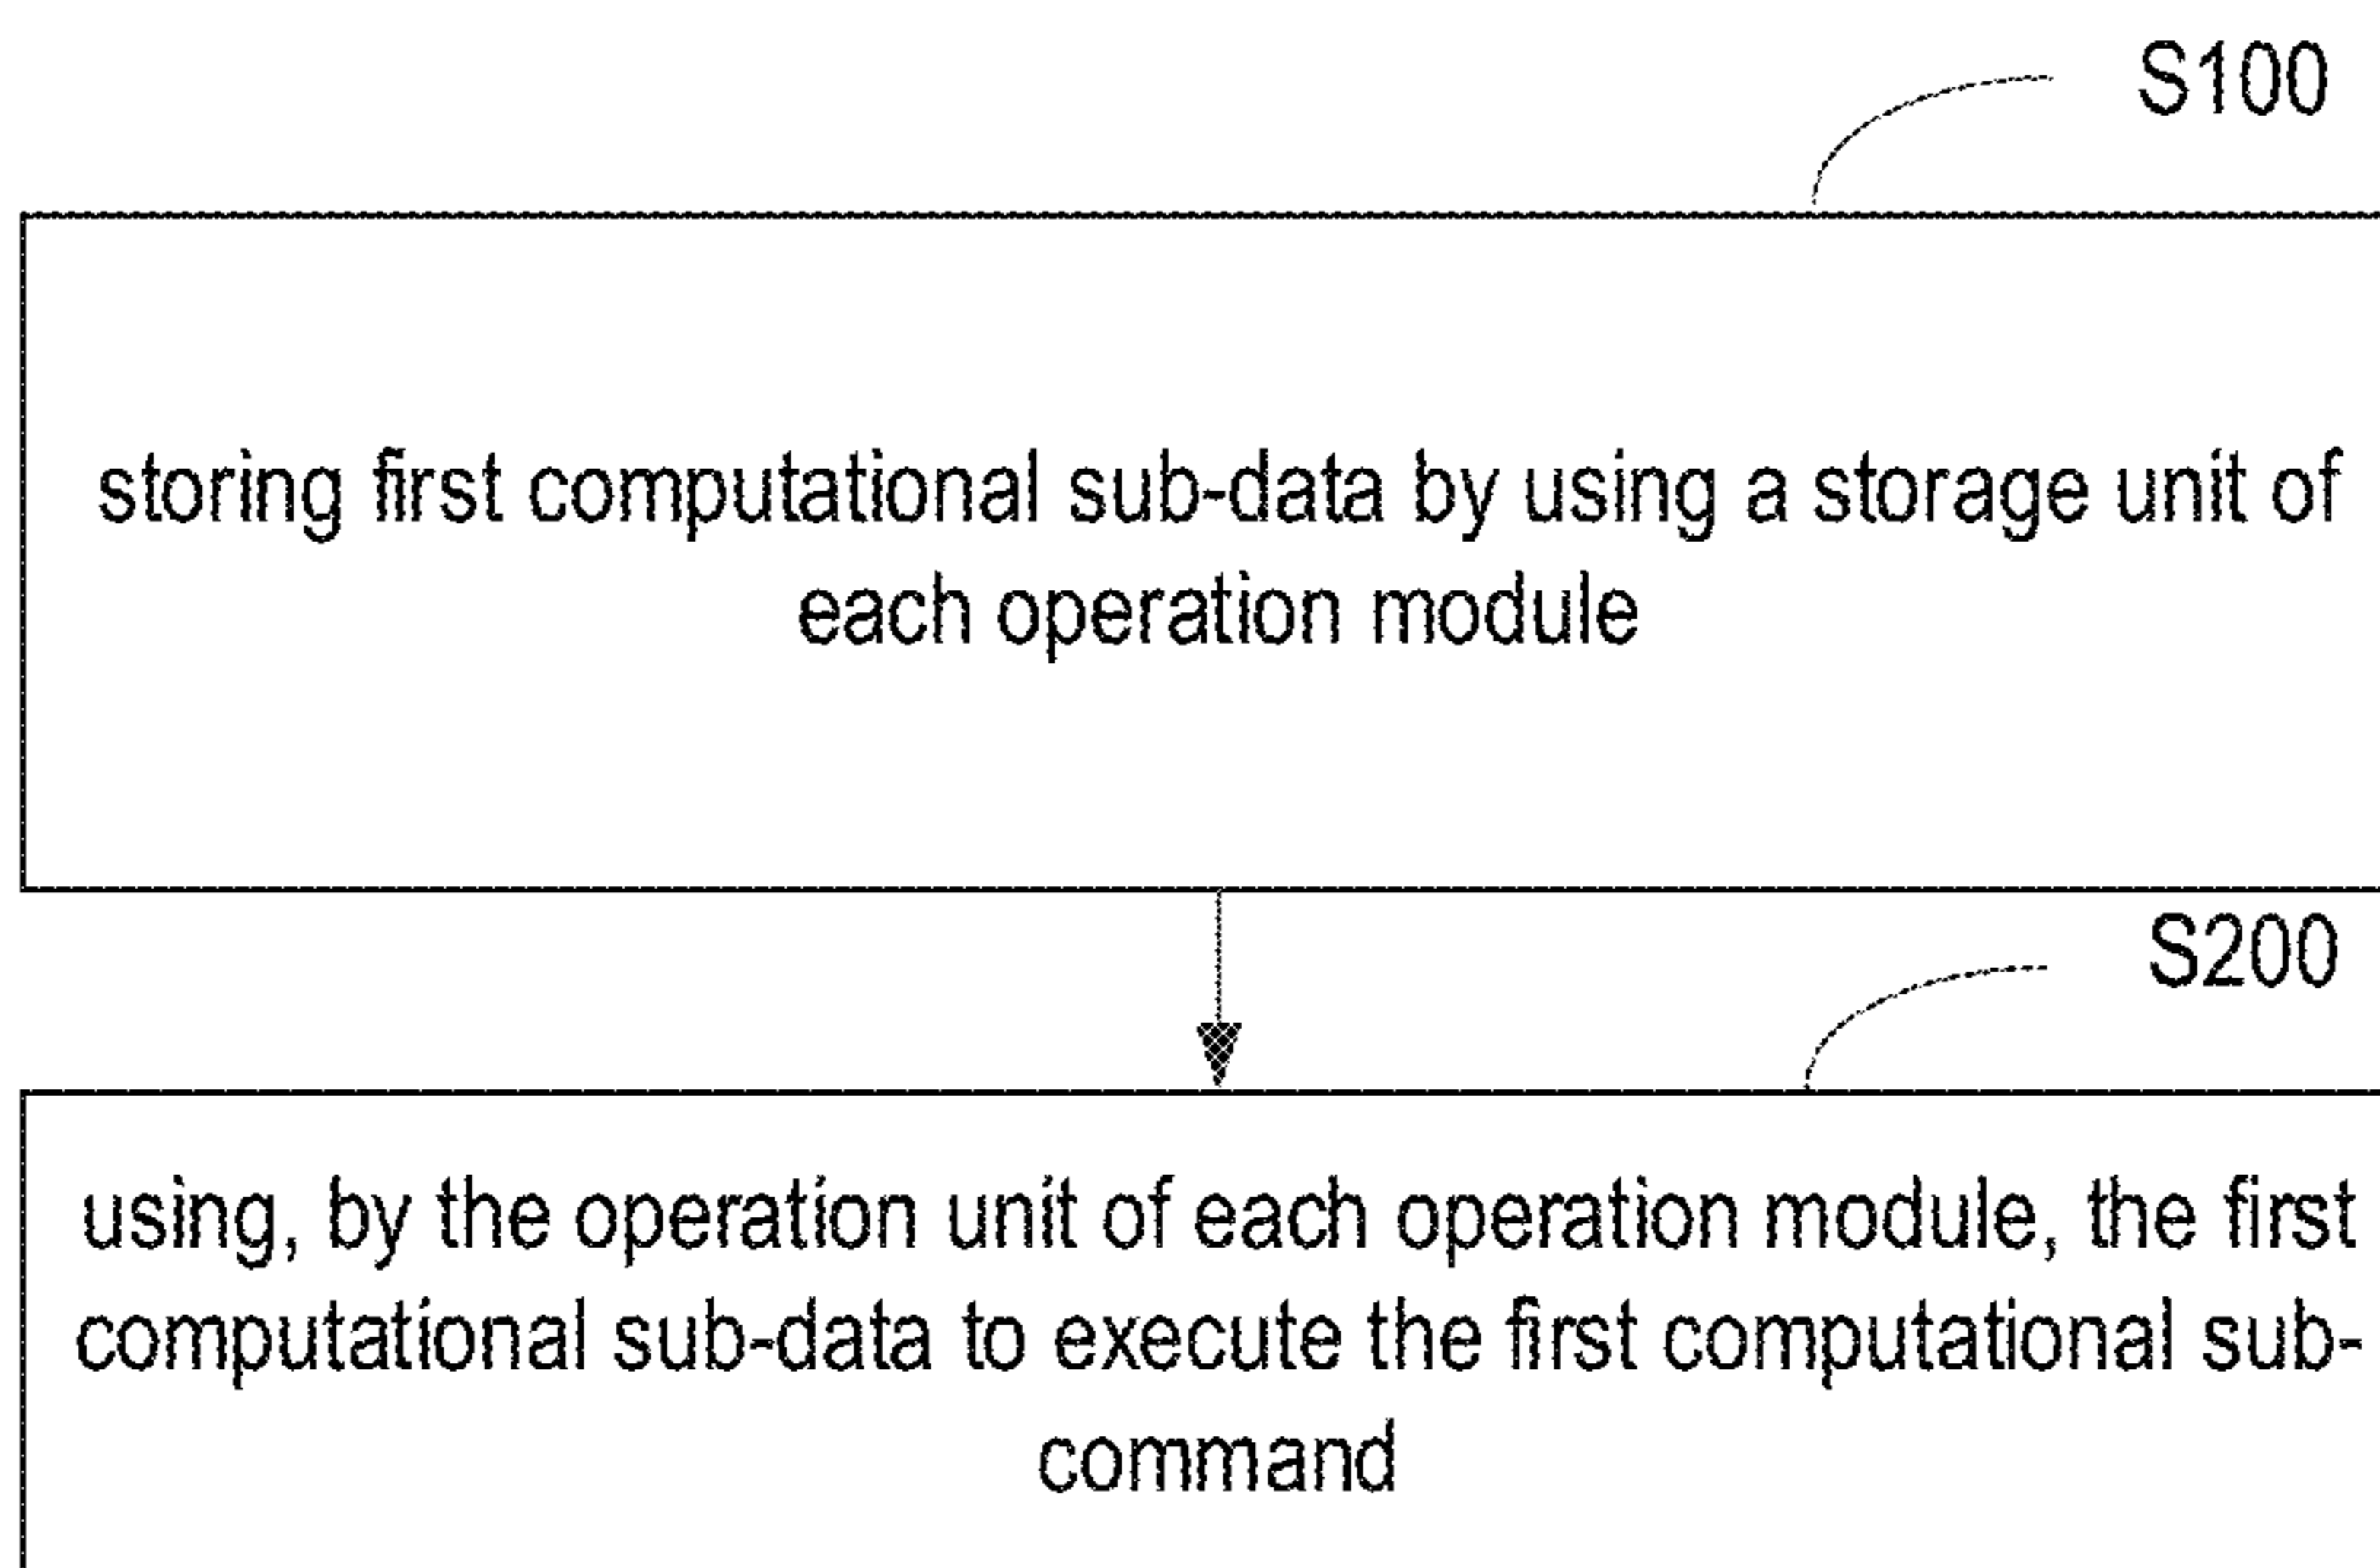 S100
storing first computational sub-data by using a storage unit of
each operation module
S200
using, by the operation unit of each operation module, the first
computational sub-data to execute the first computational sub-
command